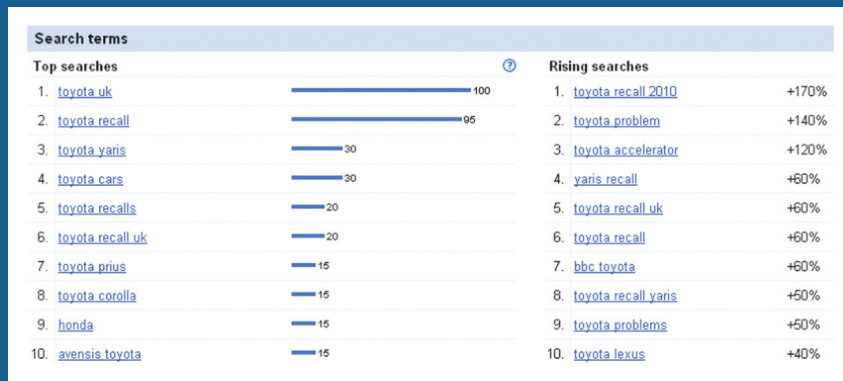 Search terms
Top searches ?
1. toyota uk 100
2. toyota recall 95
3. toyota yaris 30
4. toyota cars 30
5. toyota recalls 20
6. toyota recall uk 20
7. toyota prius 15
8. toyota corolla 15
9. honda 15
10. avensis toyota 15
Rising searches
1. toyota recall 2010 +170%
2. toyota problem +140%
3. toyota accelerator +120%
4. yaris recall +60%
5. toyota recall uk +60%
6. toyota recall +60%
7. bbc toyota +60%
8. toyota recall yaris +50%
9. toyota problems +50%
10. toyota lexus +40%